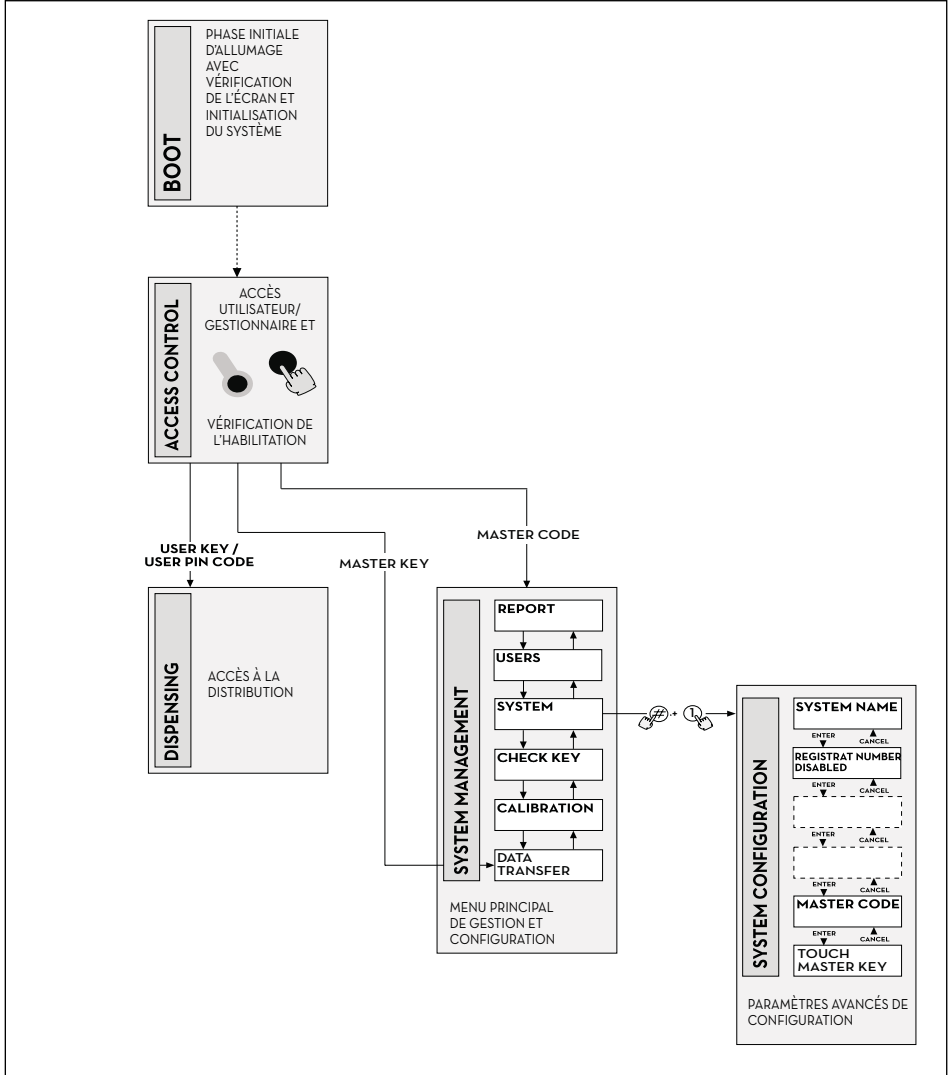 BOOT
PHASE INITIALE
D'ALLUMAGE
AVEC
VÉRIFICATION
DE L'ÉCRAN ET
INITIALISATION
DU SYSTÈME
ACCESS CONTROL
ACCÈS
UTILISATEUR/
GESTIONNAIRE ET
VÉRIFICATION DE
L'HABILITATION
USER KEY /
USER PIN CODE
MASTER KEY
MASTER CODE
DISPENSING
ACCÈS À LA
DISTRIBUTION
SYSTEM MANAGEMENT
REPORT
USERS
SYSTEM
CHECK KEY
CALIBRATION
DATA
TRANSFER
MENU PRINCIPAL
DE GESTION ET
CONFIGURATION
# + 1
SYSTEM CONFIGURATION
SYSTEM NAME
ENTER CANCEL
REGISTRAT NUMBER
DISABLED
ENTER CANCEL
ENTER CANCEL
ENTER CANCEL
MASTER CODE
ENTER CANCEL
TOUCH
MASTER KEY
PARAMÈTRES AVANCÉS DE
CONFIGURATION